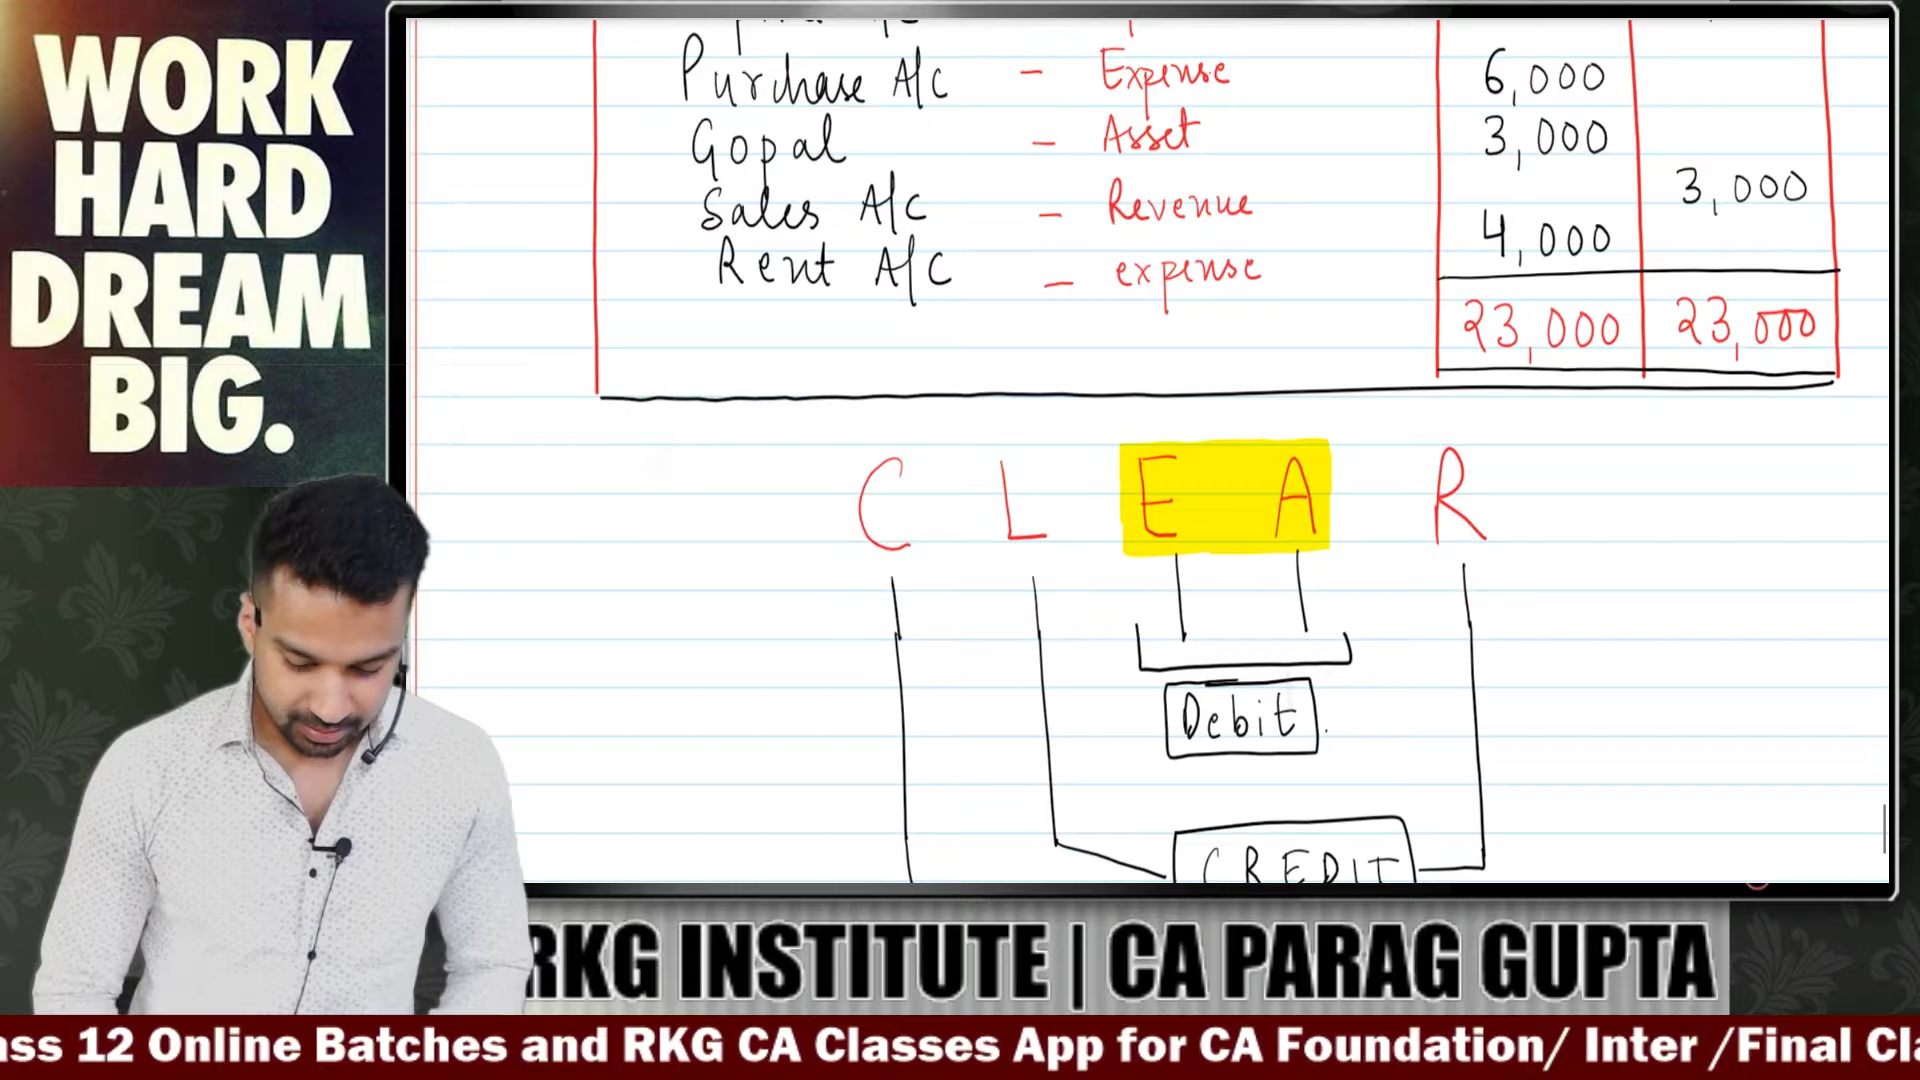 WORK
HARD
DREAM
BIG.
Purchase A/c - Expense 6,000
Gopal - Asset 3,000
Sales A/c - Revenue 3,000
Rent A/c - expense 4,000
23,000 23,000
C L E A R
Debit
CREDIT
RKG INSTITUTE | CA PARAG GUPTA
ass 12 Online Batches and RKG CA Classes App for CA Foundation/ Inter /Final Cla